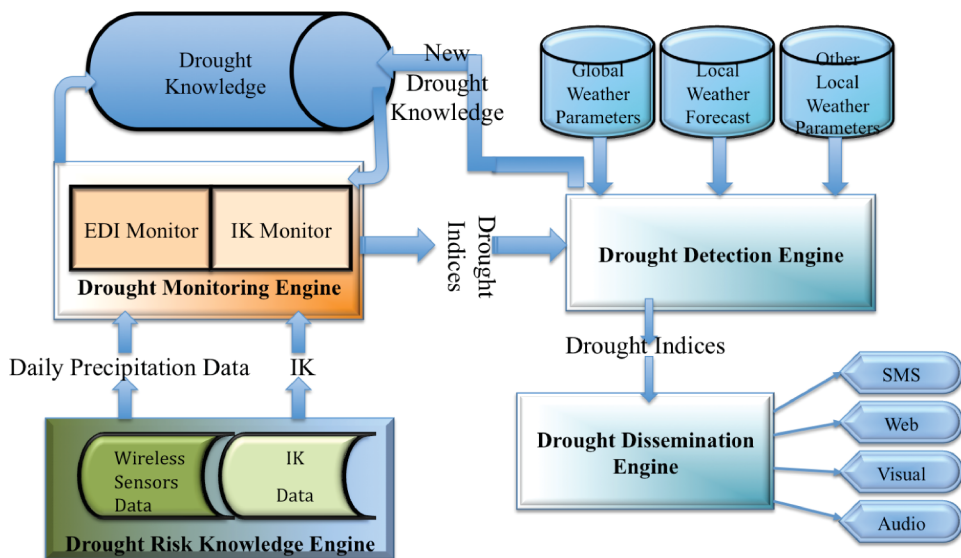 Drought
Knowledge
New
Drought
Knowledge
Global
Weather
Parameters
Local
Weather
Forecast
Other
Local
Weather
Parameters
EDI Monitor
IK Monitor
Drought Monitoring Engine
Drought
Indices
Drought Detection Engine
Daily Precipitation Data
IK
Drought Indices
Wireless
Sensors
Data
IK
Data
Drought Risk Knowledge Engine
Drought Dissemination
Engine
SMS
Web
Visual
Audio